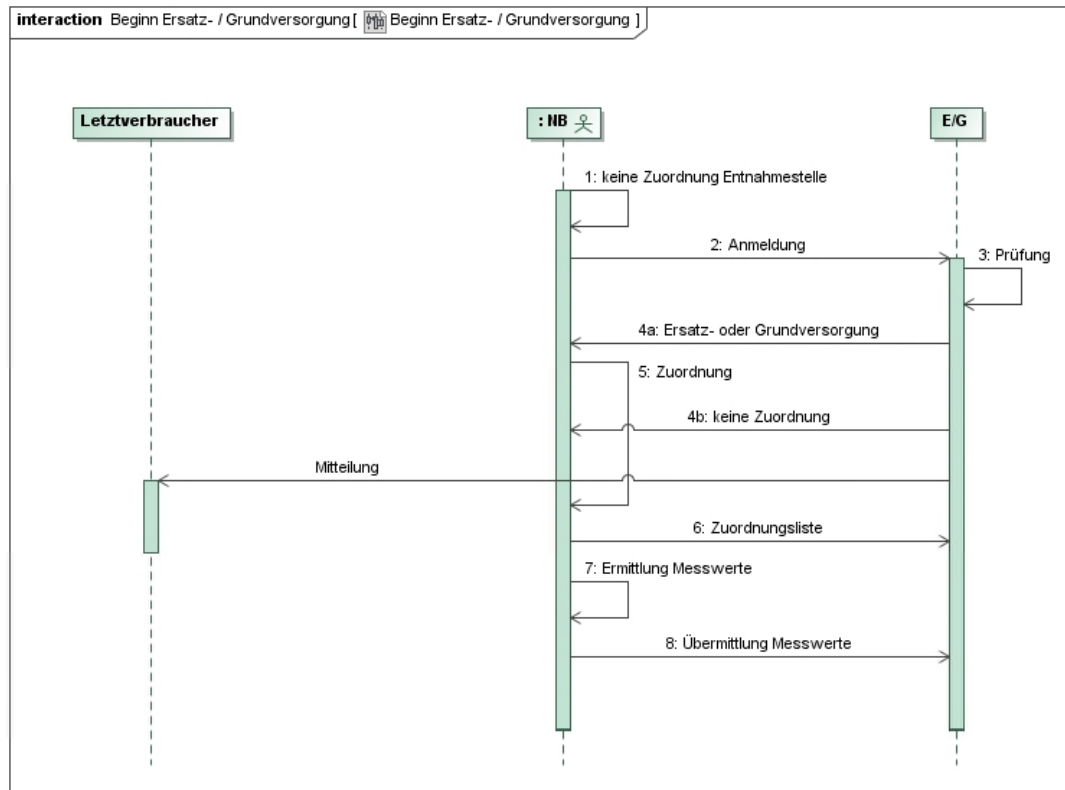 interaction Beginn Ersatz- / Grundversorgung[ Beginn Ersatz- / Grundversorgung ]
Letztverbraucher
: NB
E/G
1: keine Zuordnung Entnahmestelle
2: Anmeldung
3: Prüfung
4a: Ersatz- oder Grundversorgung
5: Zuordnung
4b: keine Zuordnung
Mitteilung
6: Zuordnungsliste
7: Ermittlung Messwerte
8: Übermittlung Messwerte